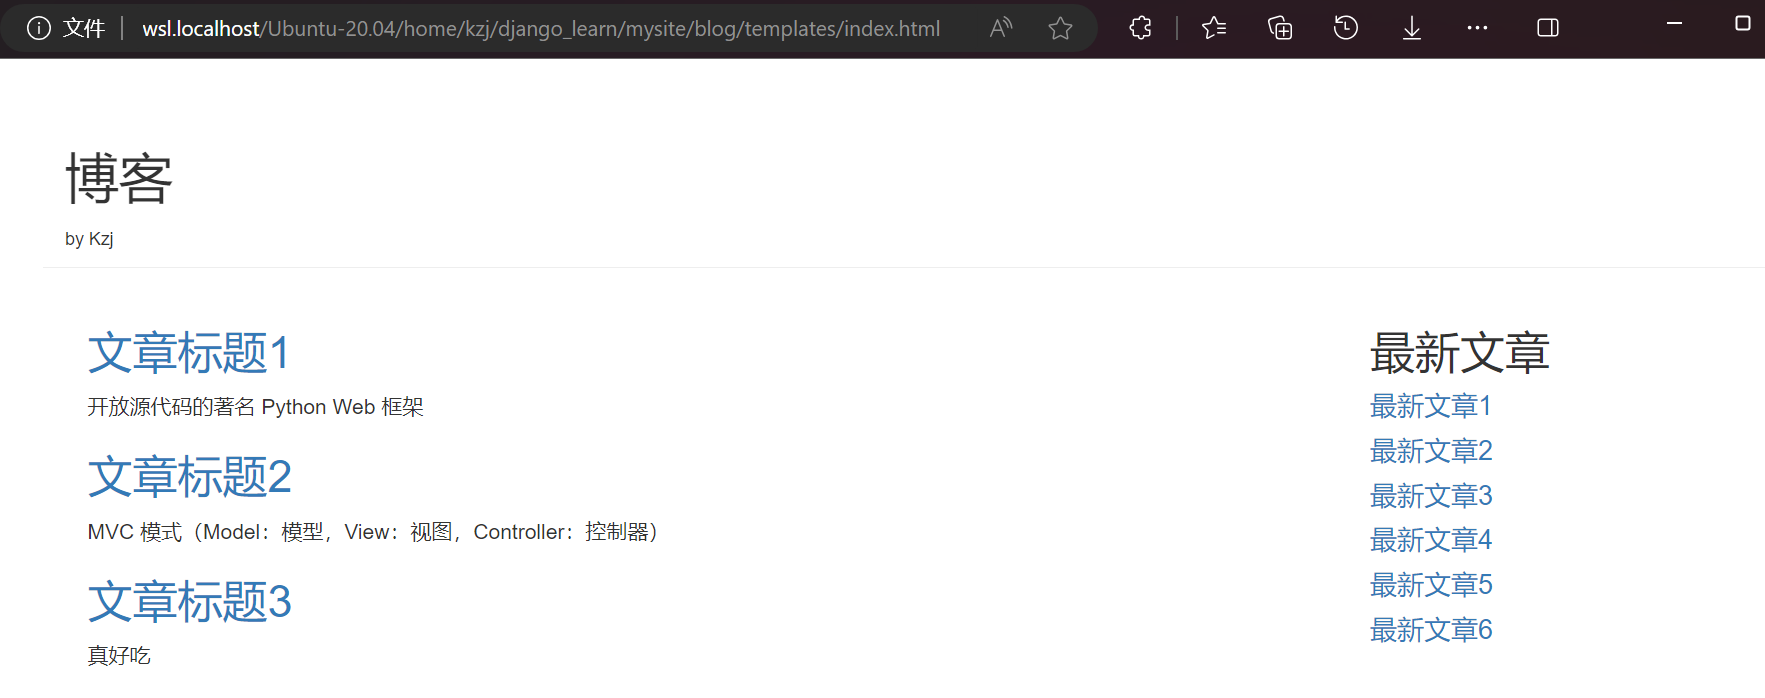 文件 wsl.localhost/Ubuntu-20.04/home/kzj/django_learn/mysite/blog/templates/index.html
博客
by Kzj
文章标题1
开放源代码的著名 Python Web 框架
文章标题2
MVC 模式（Model：模型，View：视图，Controller：控制器）
文章标题3
真好吃
最新文章
最新文章1
最新文章2
最新文章3
最新文章4
最新文章5
最新文章6